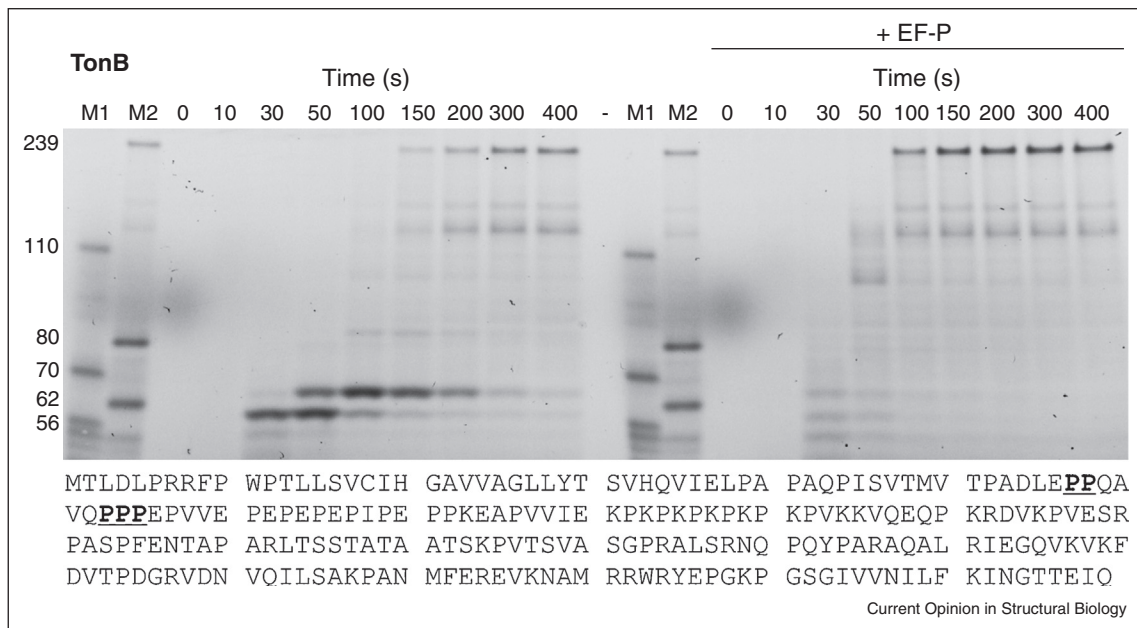 + EF-P
TonB
Time (s) Time (s)
M1 M2 0 10 30 50 100 150 200 300 400 - M1 M2 0 10 30 50 100 150 200 300 400
239
110
80
70
62
56
MTLDLPRRFP WPTLLSVCIH GAVVAGLLYT SVHQVIELPA PAQPISVTMV TPADLEPPQA
VQPPPEPVVE PEPEPEPIPE PPKEAPVVIE KPKPKPKPKP KPVKKVQEQP KRDVKPVESR
PASPFENTAP ARLTSSTATA ATSKPVTSVA SGPRALSRNQ PQYPARAQAL RIEGQVKVKF
DVTPDGRVDN VQILSAKPAN MFEREVKNAM RRWRYEPGKP GSGIVVNILF KINGTTEIQ
Current Opinion in Structural Biology